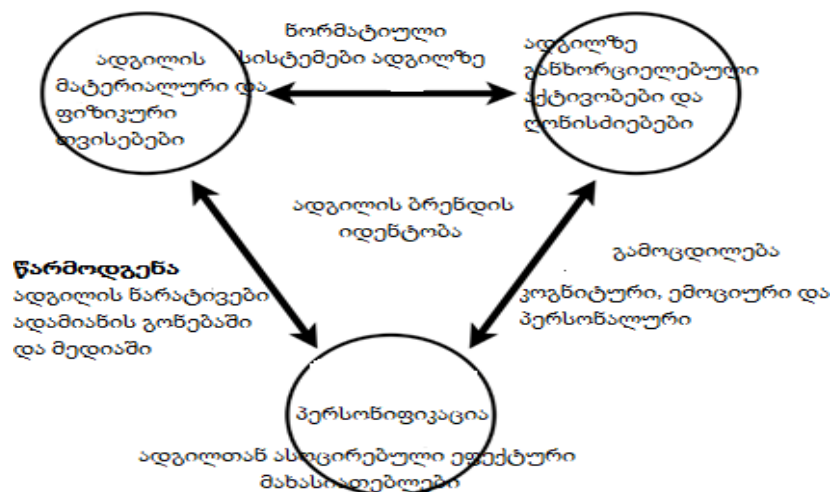 ნორმატიული
სისტემები ადგილზე
ადგილის
მატერიალური და
ფიზიკური
თვისებები
ადგილზე
განხორციელებული
აქტივობები და
ღონისძიებები
ადგილის ბრენდის
იდენტობა
წარმოდგენა
ადგილის ნარატივები
ადამიანის გონებაში
და მედიაში
გამოცდილება
კოგნიტური, ემოციური და
პერსონალური
პერსონიფიკაცია
ადგილთან ასოცირებული ეფექტური
მახასიათებლები